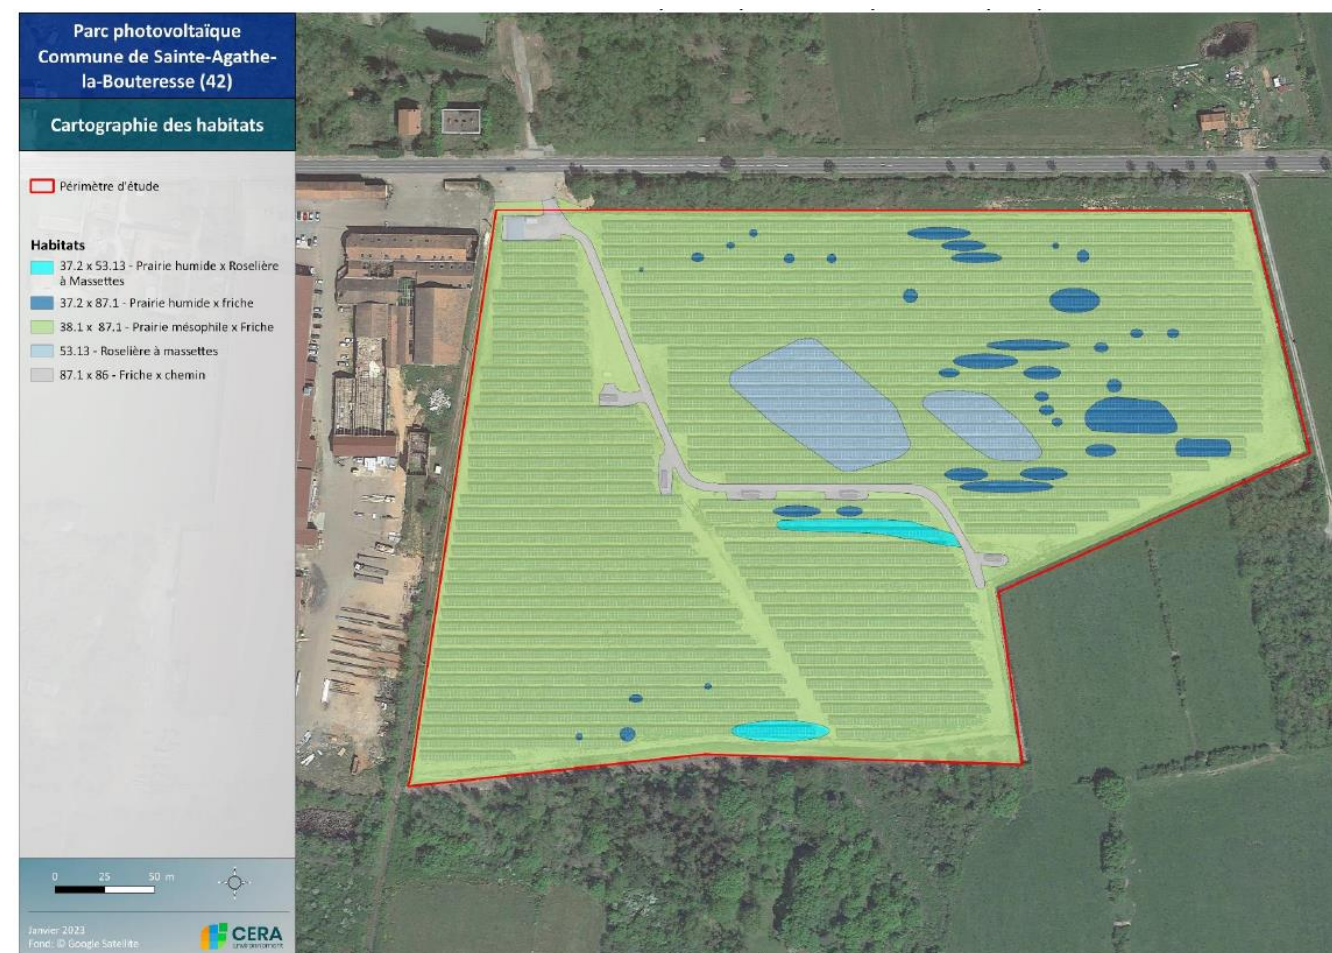 Parc photovoltaïque
Commune de Sainte-Agathe-
la-Bouteresse (42)
Cartographie des habitats
Périmètre d'étude
Habitats
37.2 x 53.13 - Prairie humide x Roselière
à Massettes
37.2 x 87.1 - Prairie humide x friche
38.1 x 87.1 - Prairie mésophile x Friche
53.13 - Roselière à massettes
87.1 x 86 - Friche x chemin
0 25 50 m
Janvier 2023
Fond: © Google Satellite
CERA
environnement